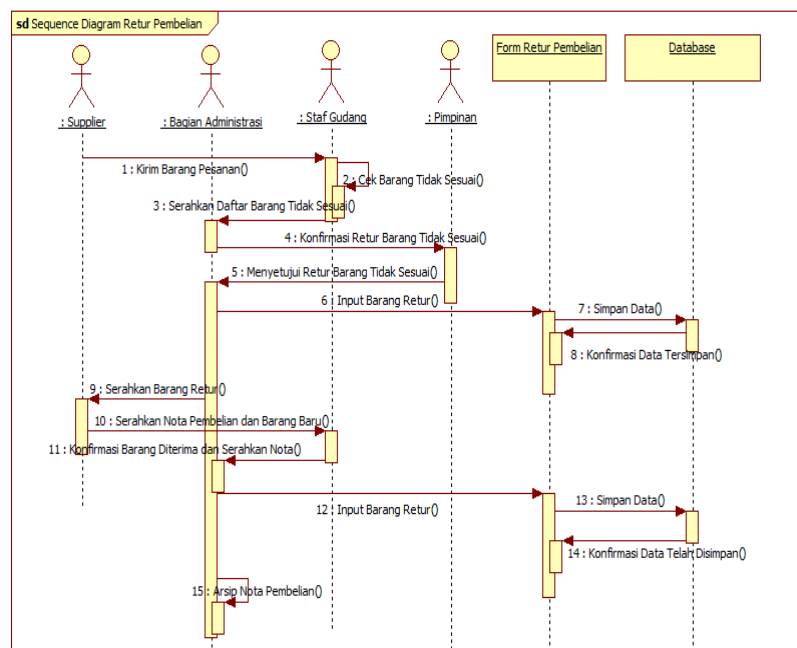 sd Sequence Diagram Retur Pembelian
Form Retur Pembelian
Database
: Supplier
: Bagian Administrasi
: Staf Gudang
: Pimpinan
1 : Kirim Barang Pesanan()
2 : Cek Barang Tidak Sesuai()
3 : Serahkan Daftar Barang Tidak Sesuai()
4 : Konfirmasi Retur Barang Tidak Sesuai()
5 : Menyetujui Retur Barang Tidak Sesuai()
6 : Input Barang Retur()
7 : Simpan Data()
8 : Konfirmasi Data Tersimpan()
9 : Serahkan Barang Retur()
10 : Serahkan Nota Pembelian dan Barang Baru()
11 : Konfirmasi Barang Diterima dan Serahkan Nota()
12 : Input Barang Retur()
13 : Simpan Data()
14 : Konfirmasi Data Telah Disimpan()
15 : Arsip Nota Pembelian()